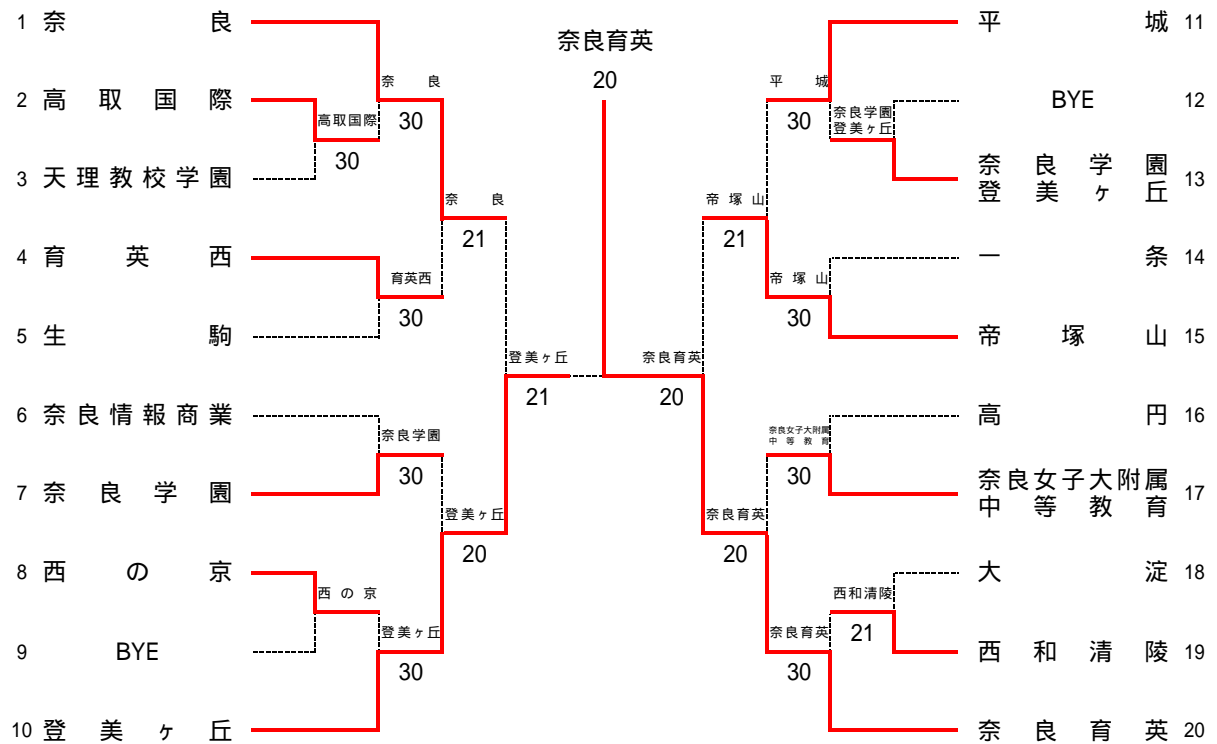 奈良育英
20
1 奈良
2 高取国際
3 天理教校学園
4 育英西
5 生駒
6 奈良情報商業
7 奈良学園
8 西の京
9 BYE
10 登美ヶ丘
高取国際
30
西の京
奈良
30
育英西
30
奈良学園
30
登美ヶ丘
30
奈良
21
登美ヶ丘
20
登美ヶ丘
21
奈良育英
20
帝塚山
21
奈良育英
20
平城
30
帝塚山
30
奈良女子大附属
中等教育
30
奈良育英
30
奈良学園
登美ヶ丘
西和清陵
21
平城 11
BYE 12
奈良学園
登美ヶ丘 13
一条 14
帝塚山 15
高円 16
奈良女子大附属
中等教育 17
大淀 18
西和清陵 19
奈良育英 20